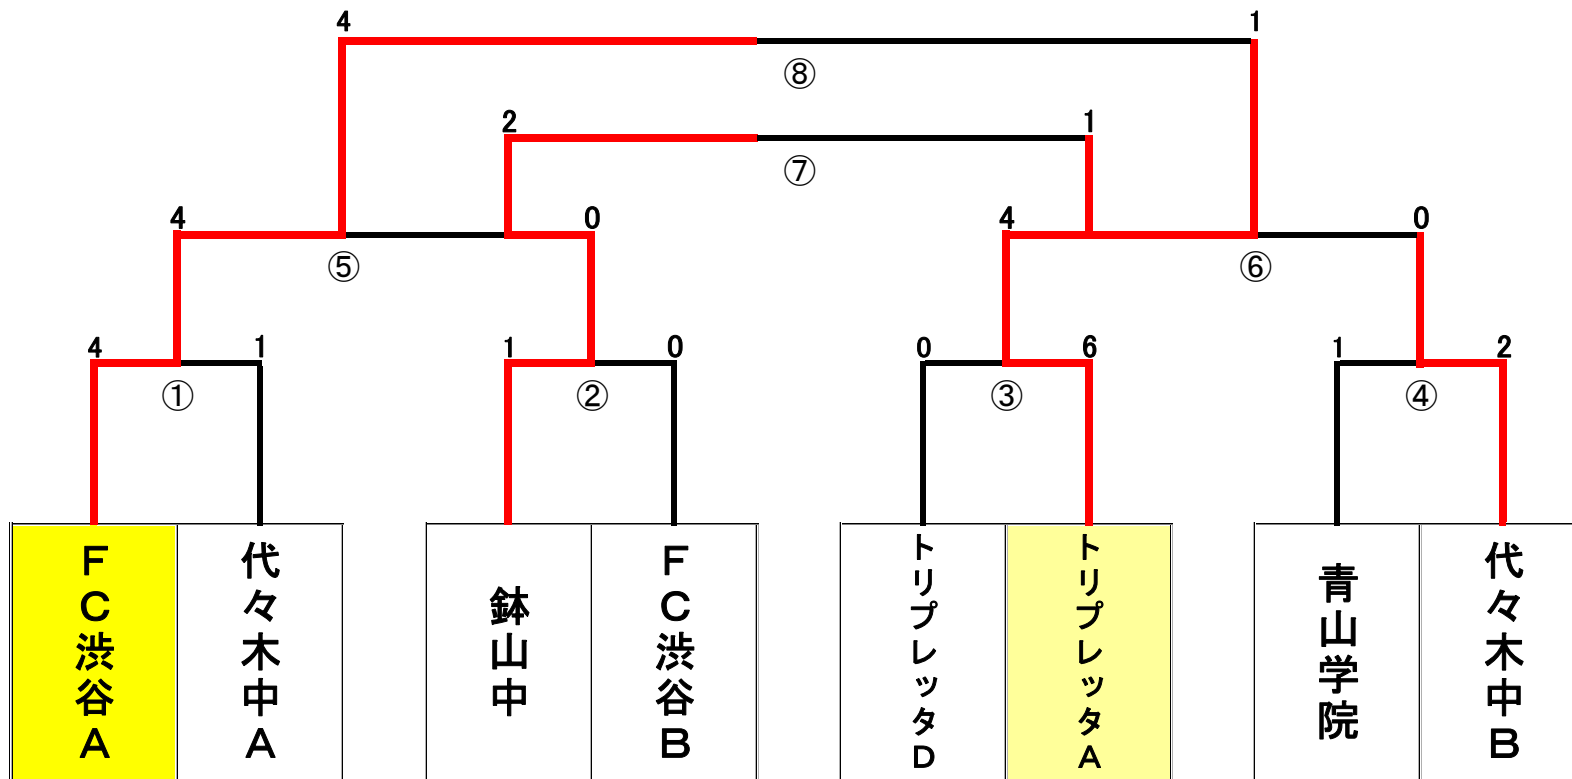 4 1
⑧
2 1
⑦
4 0 4 0
⑤ ⑥
4 1 1 0 0 6 1 2
① ② ③ ④
ＦＣ渋谷Ａ
代々木中Ａ
鉢山中
ＦＣ渋谷Ｂ
トリプレッタＤ
トリプレッタＡ
青山学院
代々木中Ｂ